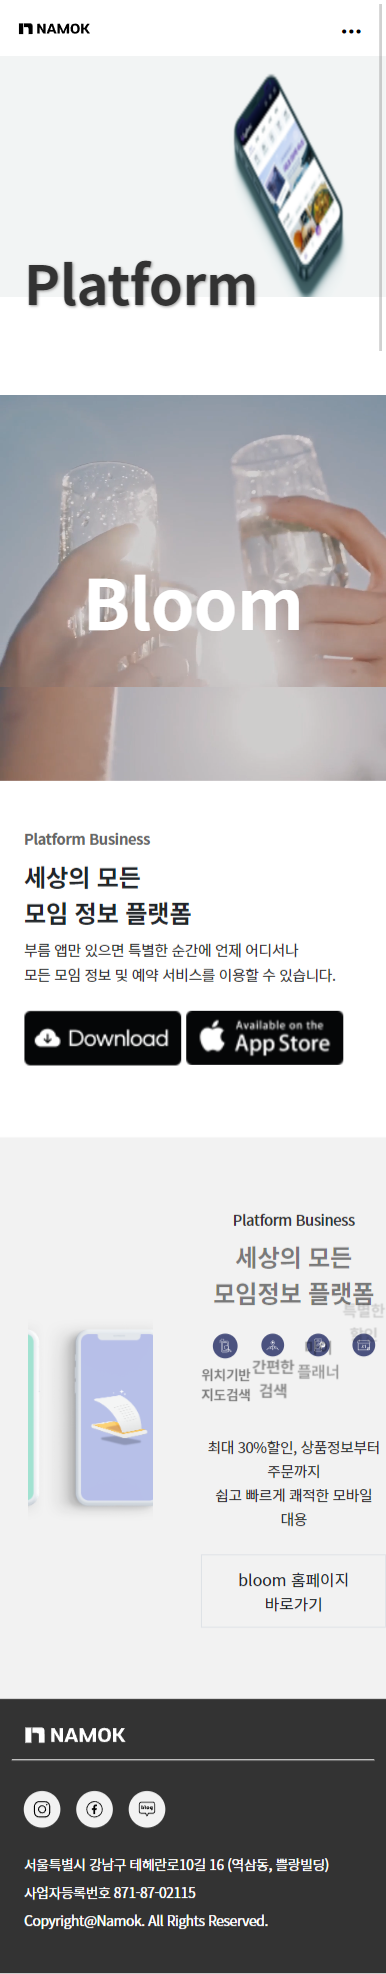 NAMOK
Platform
Bloom
Platform Business
세상의 모든
모임 정보 플랫폼
부름 앱만 있으면 특별한 순간에 언제 어디서나
모든 모임 정보 및 예약 서비스를 이용할 수 있습니다.
Download
Available on the
App Store
Platform Business
세상의 모든
모임정보 플랫폼
특별한
할인
위치기반
지도검색
간편한
검색
플래너
최대 30%할인, 상품정보부터
주문까지
쉽고 빠르게 쾌적한 모바일
대용
bloom 홈페이지
바로가기
NAMOK
blog
서울특별시 강남구 테헤란로10길 16 (역삼동, 쁠랑빌딩)
사업자등록번호 871-87-02115
Copyright@Namok. All Rights Reserved.